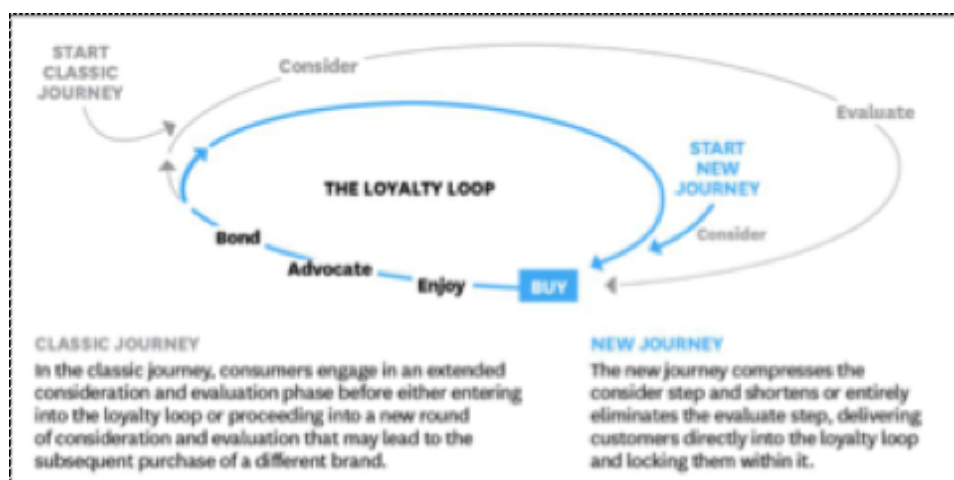 START
CLASSIC
JOURNEY
Consider
Evaluate
START
NEW
JOURNEY
THE LOYALTY LOOP
Consider
Bond
Advocate
Enjoy
BUY
CLASSIC JOURNEY
In the classic journey, consumers engage in an extended
consideration and evaluation phase before either entering
into the loyalty loop or proceeding into a new round
of consideration and evaluation that may lead to the
subsequent purchase of a different brand.
NEW JOURNEY
The new journey compresses the
consider step and shortens or entirely
eliminates the evaluate step, delivering
customers directly into the loyalty loop
and locking them within it.